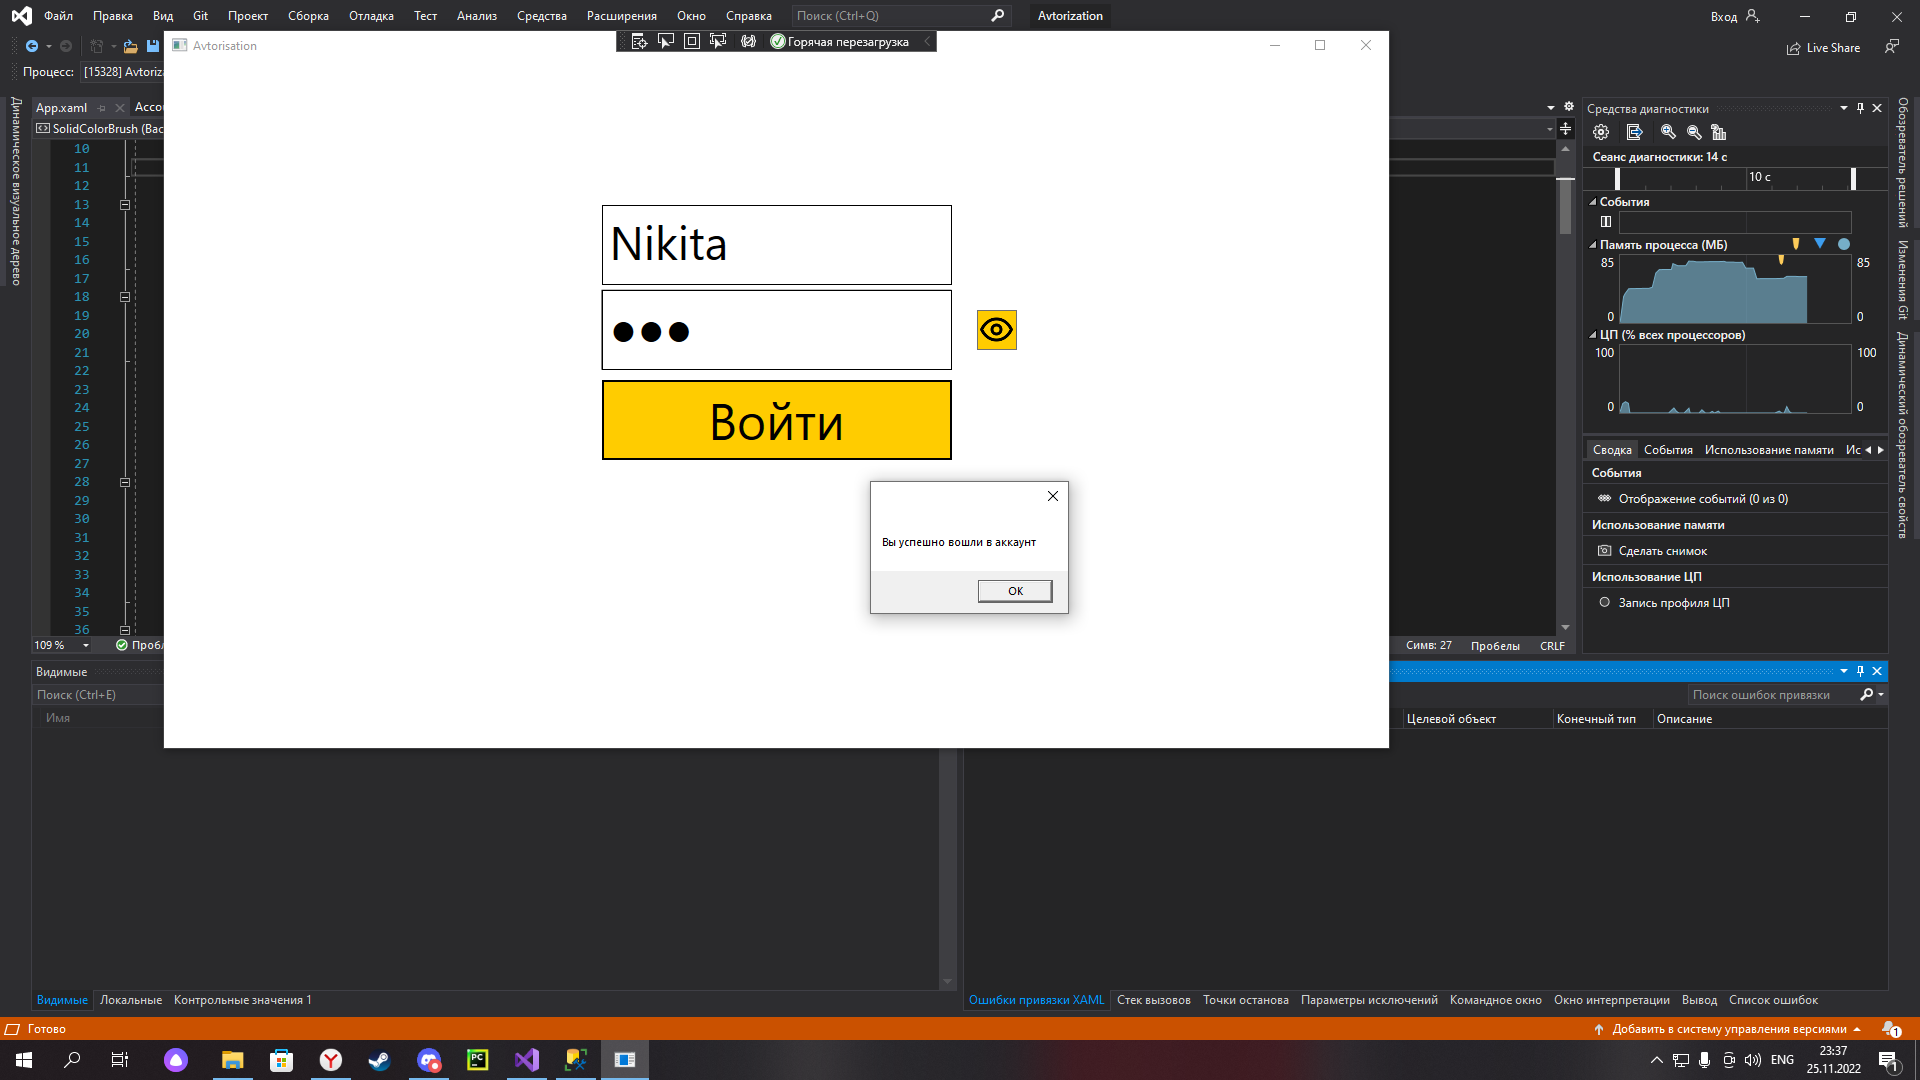 Файл Правка Вид Git Проект Сборка Отладка Тест Анализ Средства Расширения Окно Справка Поиск (Ctrl+Q) Avtorization Вход
Live Share
Процесс: [15328] Avtoriza
Avtorisation
Горячая перезагрузка
Динамическое визуальное дерево
App.xaml Accou
SolidColorBrush (Bac
10
11
12
13
14
15
16
17
18
19
20
21
22
23
24
25
26
27
28
29
30
31
32
33
34
35
36
109 % Пробл
Nikita
Войти
Вы успешно вошли в аккаунт
OK
Симв: 27 Пробелы CRLF
Средства диагностики
Сеанс диагностики: 14 с
10 с
События
Память процесса (МБ)
85 85
0 0
ЦП (% всех процессоров)
100 100
0 0
Сводка События Использование памяти Ис
События
Отображение событий (0 из 0)
Использование памяти
Сделать снимок
Использование ЦП
Запись профиля ЦП
Обозреватель решений
Изменения Git
Динамический обозреватель свойств
Видимые
Поиск (Ctrl+E)
Имя
Поиск ошибок привязки
Целевой объект Конечный тип Описание
Видимые Локальные Контрольные значения 1
Ошибки привязки XAML Стек вызовов Точки останова Параметры исключений Командное окно Окно интерпретации Вывод Список ошибок
Готово
Добавить в систему управления версиями
1
PC
ENG
23:37
25.11.2022
1